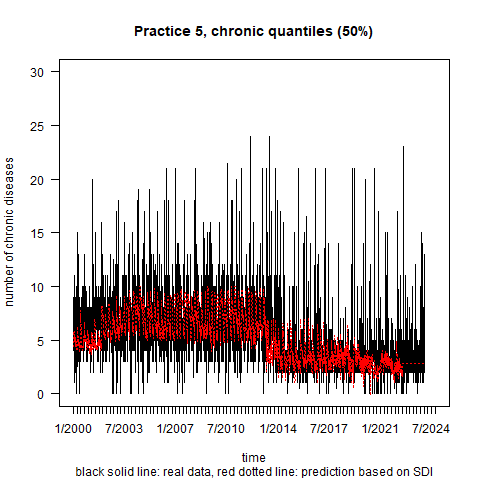 Practice 5, chronic quantiles (50%)
number of chronic diseases
30
25
20
15
10
5
0
1/2000 7/2003 1/2007 7/2010 1/2014 7/2017 1/2021 7/2024
time
black solid line: real data, red dotted line: prediction based on SDI